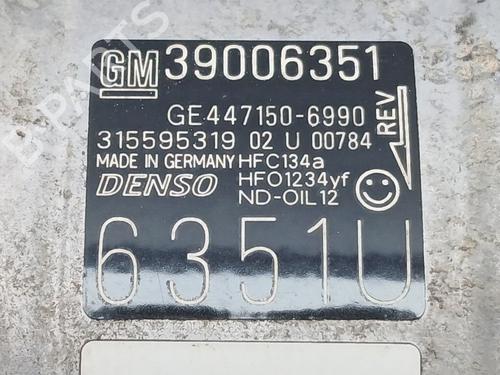 GM 39006351
GE447150-6990
315595319 02 U 00784
REV
MADE IN GERMANY HFC134a
DENSO HFO1234yf
ND-OIL12
6351U
B-PARTS